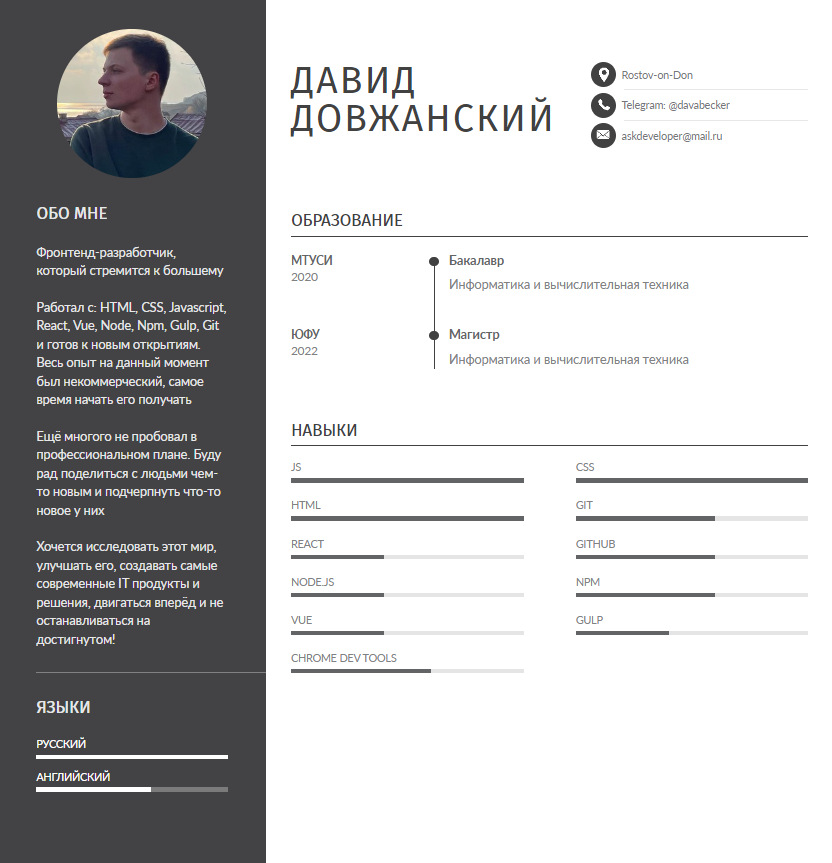 ДАВИД
ДОВЖАНСКИЙ
Rostov-on-Don
Telegram: @davabecker
askdeveloper@mail.ru
ОБО МНЕ
Фронтенд-разработчик,
который стремится к большему
Работал с: HTML, CSS, Javascript,
React, Vue, Node, Npm, Gulp, Git
и готов к новым открытиям.
Весь опыт на данный момент
был некоммерческий, самое
время начать его получать
Ещё многого не пробовал в
профессиональном плане. Буду
рад поделиться с людьми чем-
то новым и подчерпнуть что-то
новое у них
Хочется исследовать этот мир,
улучшать его, создавать самые
современные IT продукты и
решения, двигаться вперёд и не
останавливаться на
достигнутом!
ЯЗЫКИ
РУССКИЙ
АНГЛИЙСКИЙ
ОБРАЗОВАНИЕ
МТУСИ
2020
Бакалавр
Информатика и вычислительная техника
ЮФУ
2022
Магистр
Информатика и вычислительная техника
НАВЫКИ
JS
HTML
REACT
NODE.JS
VUE
CHROME DEV TOOLS
CSS
GIT
GITHUB
NPM
GULP